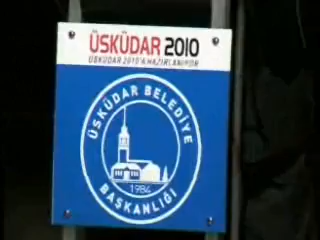 ÜSKÜDAR 2010
ÜSKÜDAR 2010'A HAZIRLANIYOR
ÜSKÜDAR BELEDİYE
1984
BAŞKANLIĞI